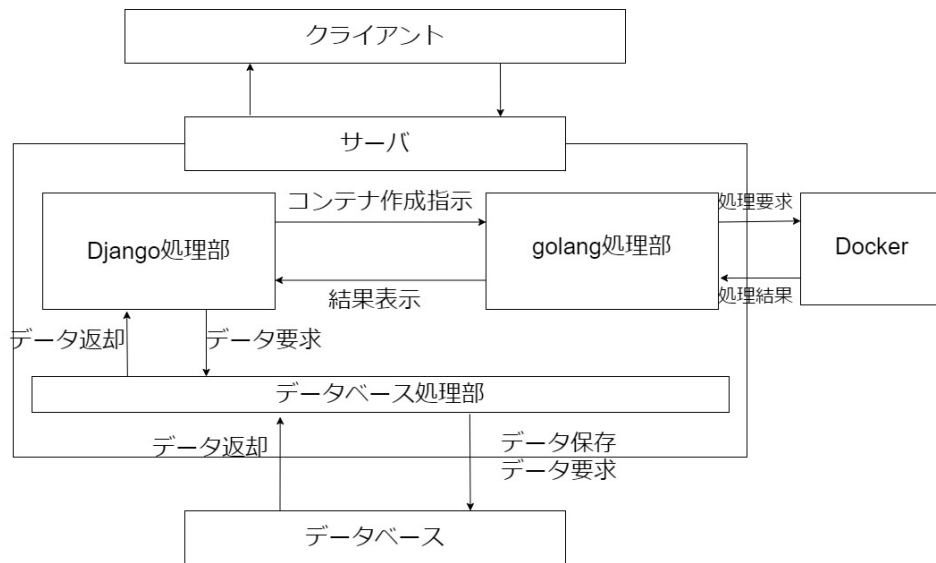 クライアント
サーバ
コンテナ作成指示
処理要求
Django処理部
golang処理部
Docker
結果表示
処理結果
データ返却
データ要求
データベース処理部
データ返却
データ保存
データ要求
データベース